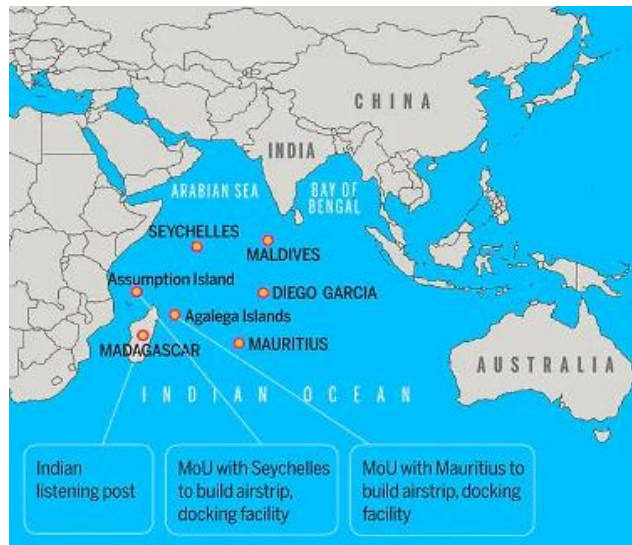 CHINA
INDIA
ARABIAN SEA
BAY OF
BENGAL
SEYCHELLES
MALDIVES
Assumption Island
DIEGO GARCIA
Agalega Islands
MADAGASCAR
MAURITIUS
AUSTRALIA
INDIAN OCEAN
Indian
listening post
MoU with Seychelles
to build airstrip,
docking facility
MoU with Mauritius to
build airstrip, docking
facility